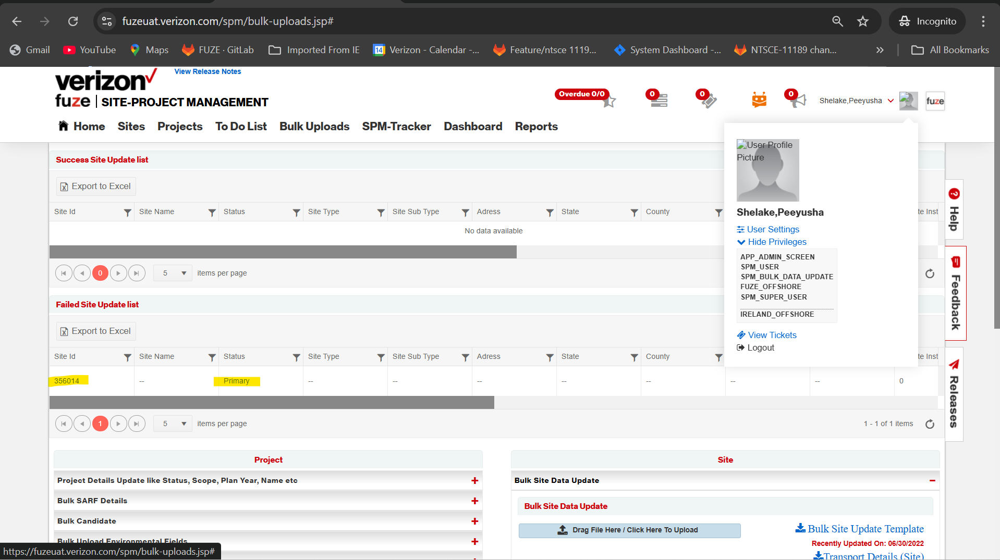 fuzeuat.verizon.com/spm/bulk-uploads.jsp#
Incognito
Gmail
YouTube
Maps
FUZE · GitLab
Imported From IE
14
Verizon - Calendar -...
Feature/ntsce 1119...
System Dashboard -...
NTSCE-11189 chan...
»
All Bookmarks
verizon
View Release Notes
fuze | SITE-PROJECT MANAGEMENT
Overdue 0/0
0
0
0
Shelake,Peeyusha
fuze
Home Sites Projects To Do List Bulk Uploads SPM-Tracker Dashboard Reports
User Profile
Picture
Shelake,Peeyusha
User Settings
Hide Privileges
APP_ADMIN_SCREEN
SPM_USER
SPM_BULK_DATA_UPDATE
FUZE_OFFSHORE
SPM_SUPER_USER
IRELAND_OFFSHORE
View Tickets
Logout
Success Site Update list
Export to Excel
Site Id Site Name Status Site Type Site Sub Type Adress State County te Inst
No data available
0 5 items per page
Failed Site Update list
Export to Excel
Site Id Site Name Status Site Type Site Sub Type Adress State County te Inst
356014 -- Primary -- -- -- -- -- -- -- 0
1 5 items per page 1 - 1 of 1 items
Help
Feedback
Releases
Project
Project Details Update like Status, Scope, Plan Year, Name etc
Bulk SARF Details
Bulk Candidate
Bulk Upload Environmental Fields
Site
Bulk Site Data Update
Bulk Site Data Update
Drag File Here / Click Here To Upload
Bulk Site Update Template
Recently Updated On: 06/30/2022
Transport Details (Site)
https://fuzeuat.verizon.com/spm/bulk-uploads.jsp#